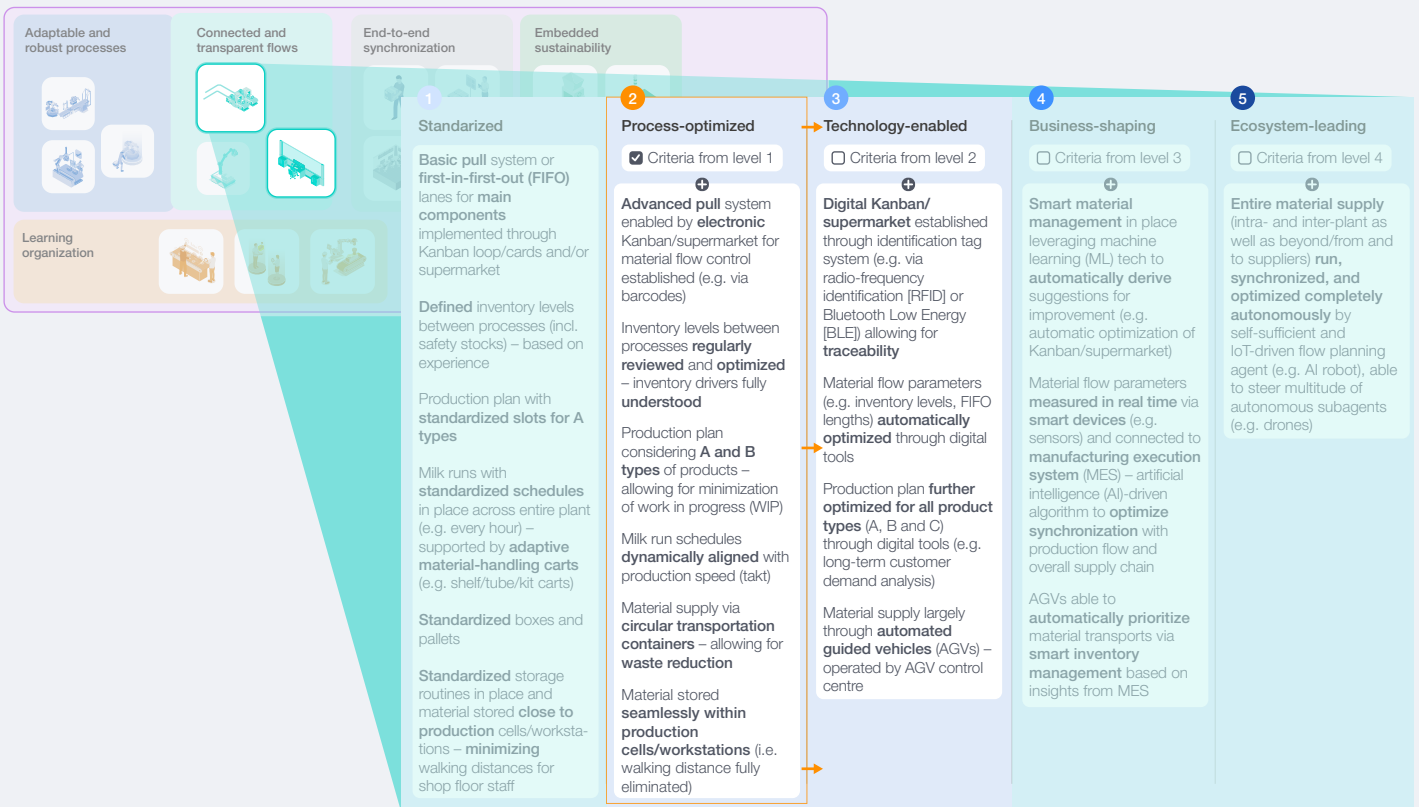 Adaptable and
robust processes
Connected and
transparent flows
End-to-end
synchronization
Embedded
sustainability
Learning
organization
1
Standarized
Basic pull system or
first-in-first-out (FIFO)
lanes for main
components
implemented through
Kanban loop/cards and/or
supermarket
Defined inventory levels
between processes (incl.
safety stocks) – based on
experience
Production plan with
standardized slots for A
types
Milk runs with
standardized schedules
in place across entire plant
(e.g. every hour) –
supported by adaptive
material-handling carts
(e.g. shelf/tube/kit carts)
Standardized boxes and
pallets
Standardized storage
routines in place and
material stored close to
production cells/worksta-
tions – minimizing
walking distances for
shop floor staff
2
Process-optimized
Criteria from level 1
Advanced pull system
enabled by electronic
Kanban/supermarket for
material flow control
established (e.g. via
barcodes)
Inventory levels between
processes regularly
reviewed and optimized
– inventory drivers fully
understood
Production plan
considering A and B
types of products –
allowing for minimization
of work in progress (WIP)
Milk run schedules
dynamically aligned with
production speed (takt)
Material supply via
circular transportation
containers – allowing for
waste reduction
Material stored
seamlessly within
production
cells/workstations (i.e.
walking distance fully
eliminated)
3
Technology-enabled
Criteria from level 2
Digital Kanban/
supermarket established
through identification tag
system (e.g. via
radio-frequency
identification [RFID] or
Bluetooth Low Energy
[BLE]) allowing for
traceability
Material flow parameters
(e.g. inventory levels, FIFO
lengths) automatically
optimized through digital
tools
Production plan further
optimized for all product
types (A, B and C)
through digital tools (e.g.
long-term customer
demand analysis)
Material supply largely
through automated
guided vehicles (AGVs) –
operated by AGV control
centre
4
Business-shaping
Criteria from level 3
Smart material
management in place
leveraging machine
learning (ML) tech to
automatically derive
suggestions for
improvement (e.g.
automatic optimization of
Kanban/supermarket)
Material flow parameters
measured in real time via
smart devices (e.g.
sensors) and connected to
manufacturing execution
system (MES) – artificial
intelligence (AI)-driven
algorithm to optimize
synchronization with
production flow and
overall supply chain
AGVs able to
automatically prioritize
material transports via
smart inventory
management based on
insights from MES
5
Ecosystem-leading
Criteria from level 4
Entire material supply
(intra- and inter-plant as
well as beyond/from and
to suppliers) run,
synchronized, and
optimized completely
autonomously by
self-sufficient and
IoT-driven flow planning
agent (e.g. AI robot), able
to steer multitude of
autonomous subagents
(e.g. drones)